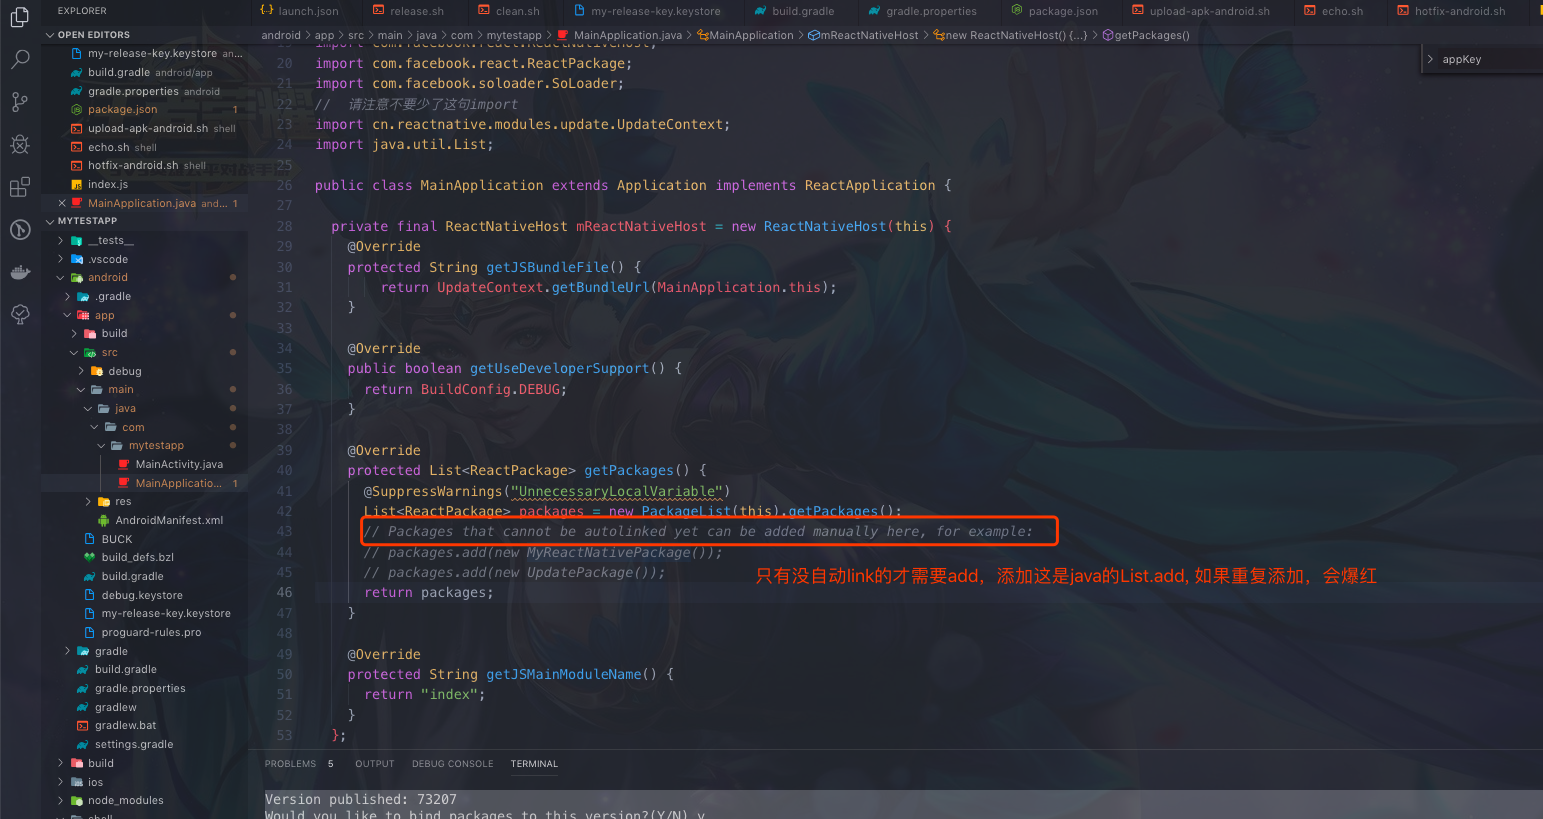 EXPLORER
launch.json
release.sh
clean.sh
my-release-key.keystore
build.gradle
gradle.properties
package.json
upload-apk-android.sh
echo.sh
hotfix-android.sh
OPEN EDITORS
my-release-key.keystore an...
build.gradle android/app
gradle.properties android
package.json 1
upload-apk-android.sh shell
echo.sh shell
hotfix-android.sh shell
index.js
MainApplication.java and... 1
MYTESTAPP
__tests__
.vscode
android
.gradle
app
build
src
debug
main
java
com
mytestapp
MainActivity.java
MainApplicatio... 1
res
AndroidManifest.xml
BUCK
build_defs.bzl
build.gradle
debug.keystore
my-release-key.keystore
proguard-rules.pro
gradle
build.gradle
gradle.properties
gradlew
gradlew.bat
settings.gradle
build
ios
node_modules
shell
android > app > src > main > java > com > mytestapp > MainApplication.java > MainApplication > mReactNativeHost > new ReactNativeHost() {...} > getPackages()
appKey
19 import com.facebook.react.ReactNativeHost;
20 import com.facebook.react.ReactPackage;
21 import com.facebook.soloader.SoLoader;
22 // 请注意不要少了这句import
23 import cn.reactnative.modules.update.UpdateContext;
24 import java.util.List;
25
26 public class MainApplication extends Application implements ReactApplication {
27
28 private final ReactNativeHost mReactNativeHost = new ReactNativeHost(this) {
29 @Override
30 protected String getJSBundleFile() {
31 return UpdateContext.getBundleUrl(MainApplication.this);
32 }
33
34 @Override
35 public boolean getUseDeveloperSupport() {
36 return BuildConfig.DEBUG;
37 }
38
39 @Override
40 protected List<ReactPackage> getPackages() {
41 @SuppressWarnings("UnnecessaryLocalVariable")
42 List<ReactPackage> packages = new PackageList(this).getPackages();
43 // Packages that cannot be autolinked yet can be added manually here, for example:
44 // packages.add(new MyReactNativePackage());
45 // packages.add(new UpdatePackage());
只有没自动link的才需要add，添加这是java的List.add, 如果重复添加，会爆红
46 return packages;
47 }
48
49 @Override
50 protected String getJSMainModuleName() {
51 return "index";
52 }
53 };
PROBLEMS 5 OUTPUT DEBUG CONSOLE TERMINAL
Version published: 73207
Would you like to bind packages to this version?(Y/N) y